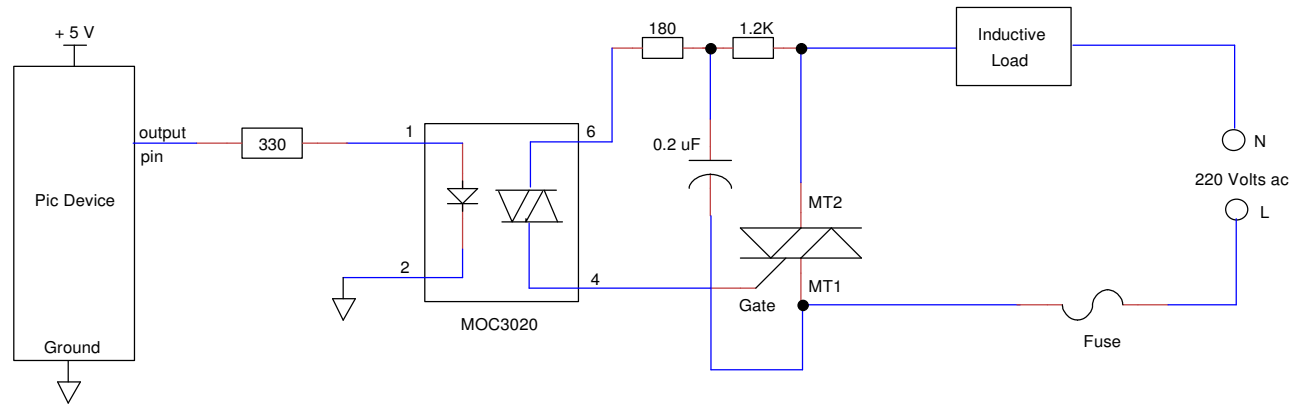 + 5 V
Pic Device
Ground
output
pin
330
1
2
MOC3020
6
4
180
1.2K
0.2 uF
MT2
MT1
Gate
Inductive
Load
N
220 Volts ac
L
Fuse